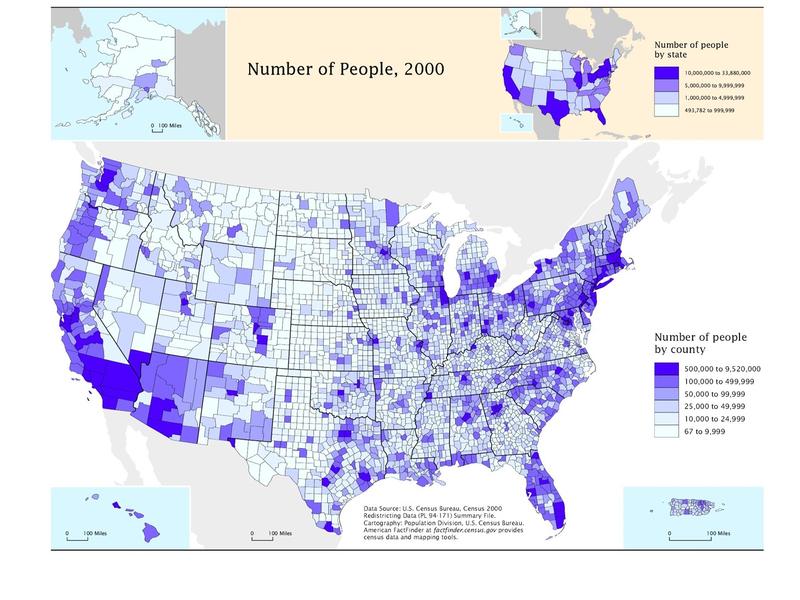 Number of People, 2000
Number of people
by state
10,000,000 to 33,880,000
5,000,000 to 9,999,999
1,000,000 to 4,999,999
493,782 to 999,999
0 100 Miles
Number of people
by county
500,000 to 9,520,000
100,000 to 499,999
50,000 to 99,999
25,000 to 49,999
10,000 to 24,999
67 to 9,999
Data Source: U.S. Census Bureau, Census 2000
Redistricting Data (PL 94-171) Summary File.
Cartography: Population Division, U.S. Census Bureau.
American FactFinder at factfinder.census.gov provides
census data and mapping tools.
0 100 Miles
0 100 Miles
0 100 Miles